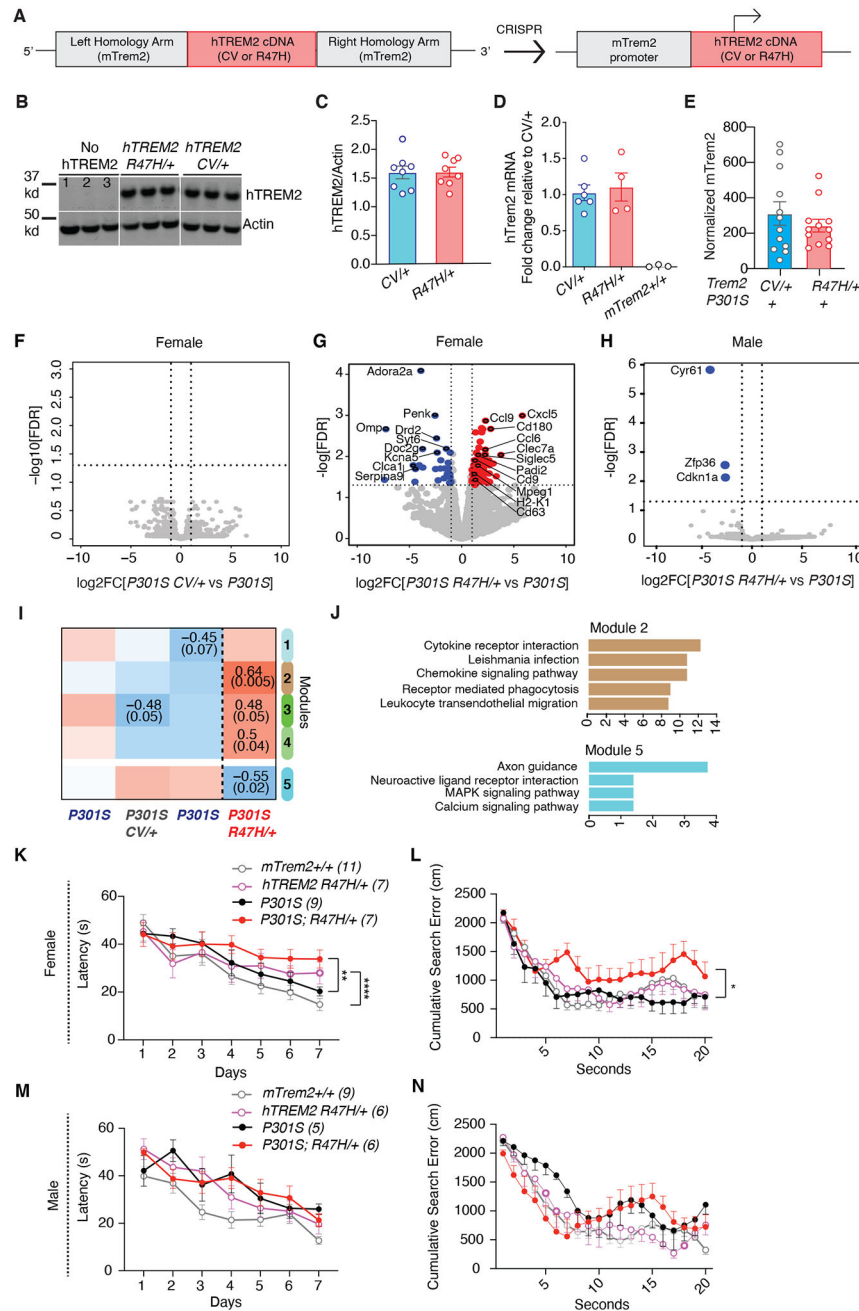 A
5'
Left Homology Arm
(mTrem2)
hTREM2 cDNA
(CV or R47H)
Right Homology Arm
(mTrem2)
3'
CRISPR
mTrem2
promoter
hTREM2 cDNA
(CV or R47H)
B
No
hTREM2
hTREM2
R47H/+
hTREM2
CV/+
37
kd
1 2 3
hTREM2
50
kd
Actin
C
hTREM2/Actin
2.5
2.0
1.5
1.0
0.5
0.0
CV/+
R47H/+
D
hTrem2 mRNA
Fold change relative to CV/+
2.0
1.5
1.0
0.5
0.0
CV/+
R47H/+
mTrem2+/+
E
Normalized mTrem2
800
600
400
200
0
Trem2 CV/+ R47H/+
P301S + +
F
Female
−log10[FDR]
3.0
2.5
2.0
1.5
1.0
0.5
0.0
-10 -5 0 5 10
log2FC[P301S CV/+ vs P301S]
G
Female
-log[FDR]
4
3
2
1
0
Adora2a
Penk
Omp
Drd2
Syt6
Doc2g
Kcna5
Clca1
Serpina9
Ccl9
Cxcl5
Cd180
Ccl6
Clec7a
Siglec5
Padi2
Cd9
Mpeg1
H2-K1
Cd63
-10 -5 0 5 10
log2FC[P301S R47H/+ vs P301S]
H
Male
-log[FDR]
6
5
4
3
2
1
0
Cyr61
Zfp36
Cdkn1a
-10 -5 0 5 10
log2FC[P301S R47H/+ vs P301S]
I
−0.45
(0.07)
0.64
(0.005)
−0.48
(0.05)
0.48
(0.05)
0.5
(0.04)
−0.55
(0.02)
1
2
3
4
5
Modules
P301S
P301S
CV/+
P301S
P301S
R47H/+
J
Module 2
Cytokine receptor interaction
Leishmania infection
Chemokine signaling pathway
Receptor mediated phagocytosis
Leukocyte transendothelial migration
0 2 4 6 8 10 12 14
Module 5
Axon guidance
Neuroactive ligand receptor interaction
MAPK signaling pathway
Calcium signaling pathway
0 1 2 3 4
K
Female
mTrem2+/+ (11)
hTREM2 R47H/+ (7)
P301S (9)
P301S; R47H/+ (7)
Latency (s)
60
40
20
0
**
****
1 2 3 4 5 6 7
Days
L
Cumulative Search Error (cm)
2500
2000
1500
1000
500
0
*
5 10 15 20
Seconds
M
Male
mTrem2+/+ (9)
hTREM2 R47H/+ (6)
P301S (5)
P301S; R47H/+ (6)
Latency (s)
60
40
20
0
1 2 3 4 5 6 7
Days
N
Cumulative Search Error (cm)
2500
2000
1500
1000
500
0
5 10 15 20
Seconds